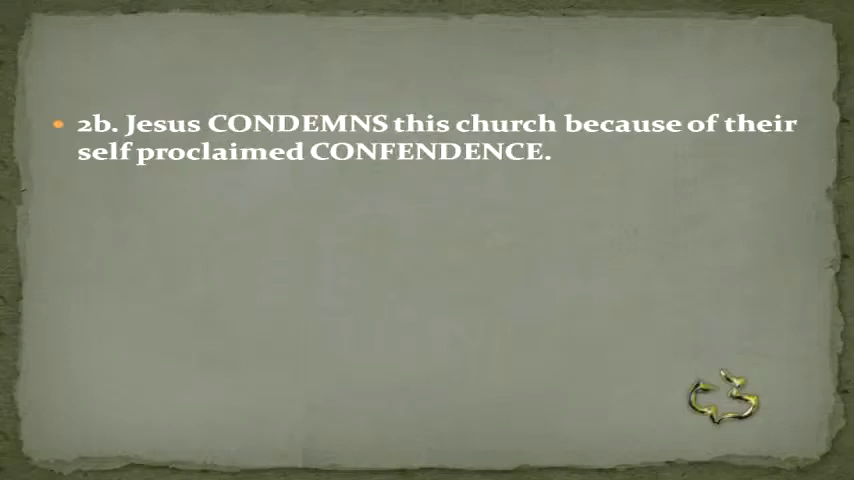 2b. Jesus CONDEMNS this church because of their
self proclaimed CONFENDENCE.